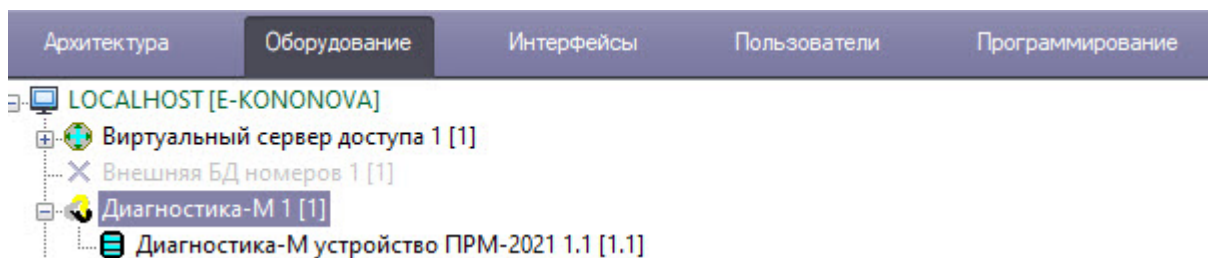 Архитектура Оборудование Интерфейсы Пользователи Программирование
LOCALHOST [E-KONONOVA]
Виртуальный сервер доступа 1 [1]
Внешняя БД номеров 1 [1]
Диагностика-М 1 [1]
Диагностика-М устройство ПРМ-2021 1.1 [1.1]